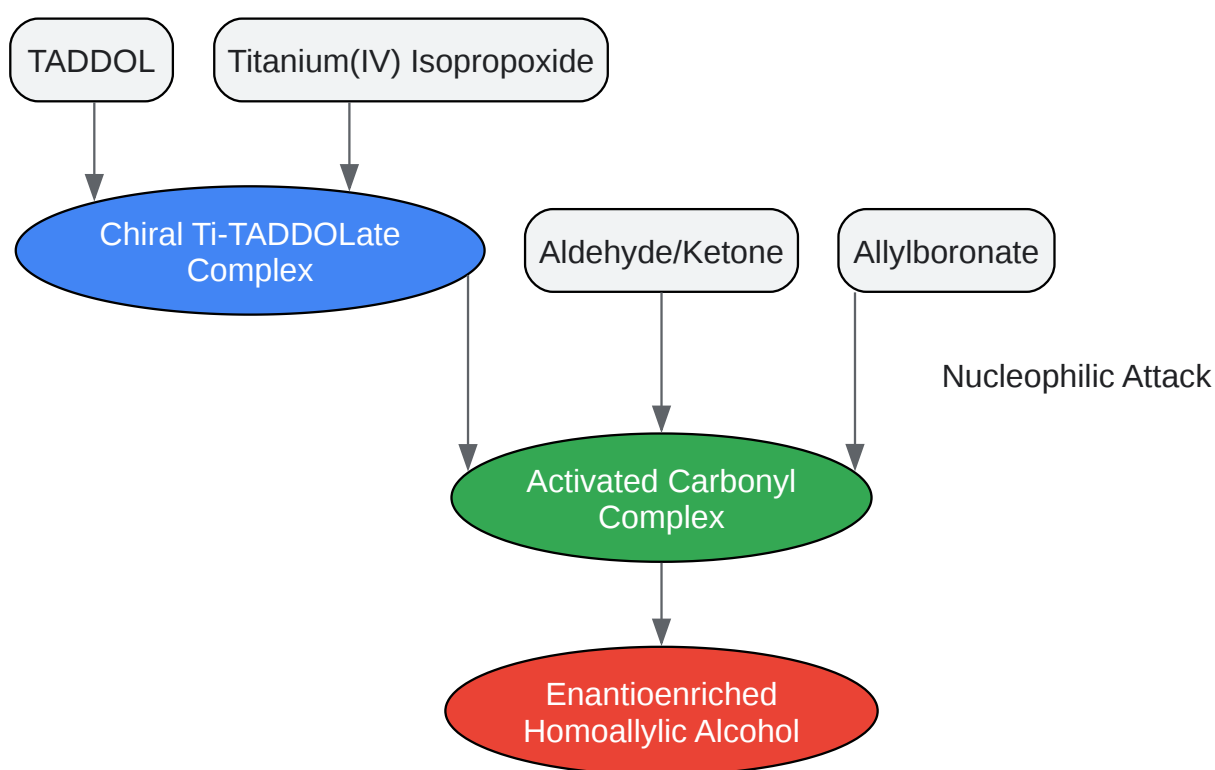 TADDOL
Titanium(IV) Isopropoxide
Chiral Ti-TADDOLate
Complex
Aldehyde/Ketone
Allylboronate
Nucleophilic Attack
Activated Carbonyl
Complex
Enantioenriched
Homoallylic Alcohol